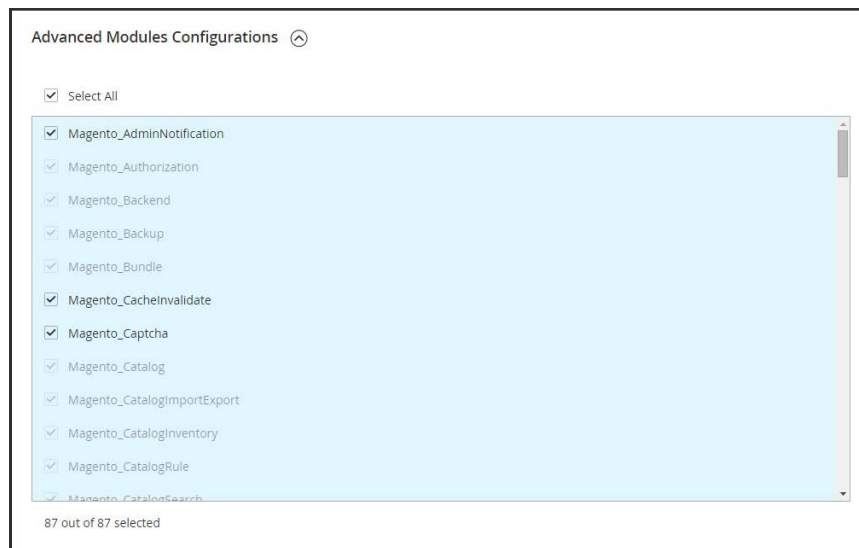 Advanced Modules Configurations
Select All
Magento_AdminNotification
Magento_Authorization
Magento_Backend
Magento_Backup
Magento_Bundle
Magento_CacheInvalidate
Magento_Captcha
Magento_Catalog
Magento_CatalogImportExport
Magento_CatalogInventory
Magento_CatalogRule
Magento_CatalogSearch
87 out of 87 selected